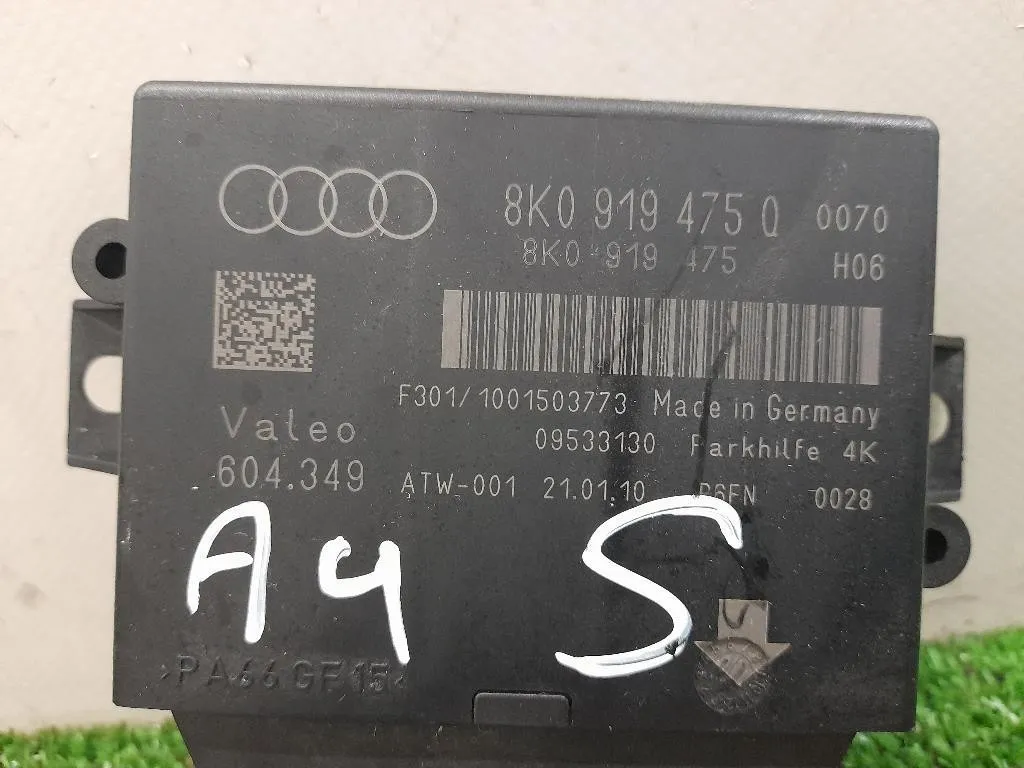 8K0 919 475 Q 0070
8K0 919 475 H06
F301/1001503773 Made in Germany
Valeo 09533130 Parkhilfe 4K
604.349 ATW-001 21.01.10 0028
A4 S
>PA66 GF15<